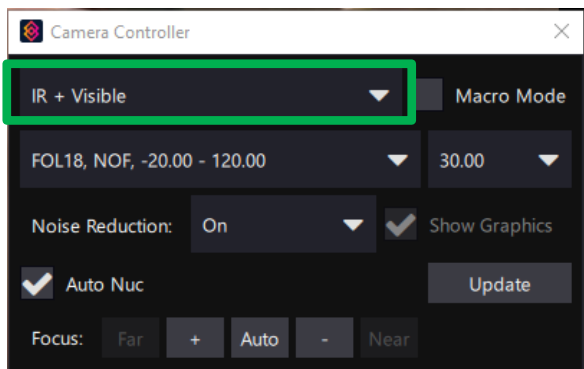 Camera Controller
IR + Visible
Macro Mode
FOL18, NOF, -20.00 - 120.00
30.00
Noise Reduction: On
Show Graphics
Auto Nuc
Update
Focus: Far + Auto - Near